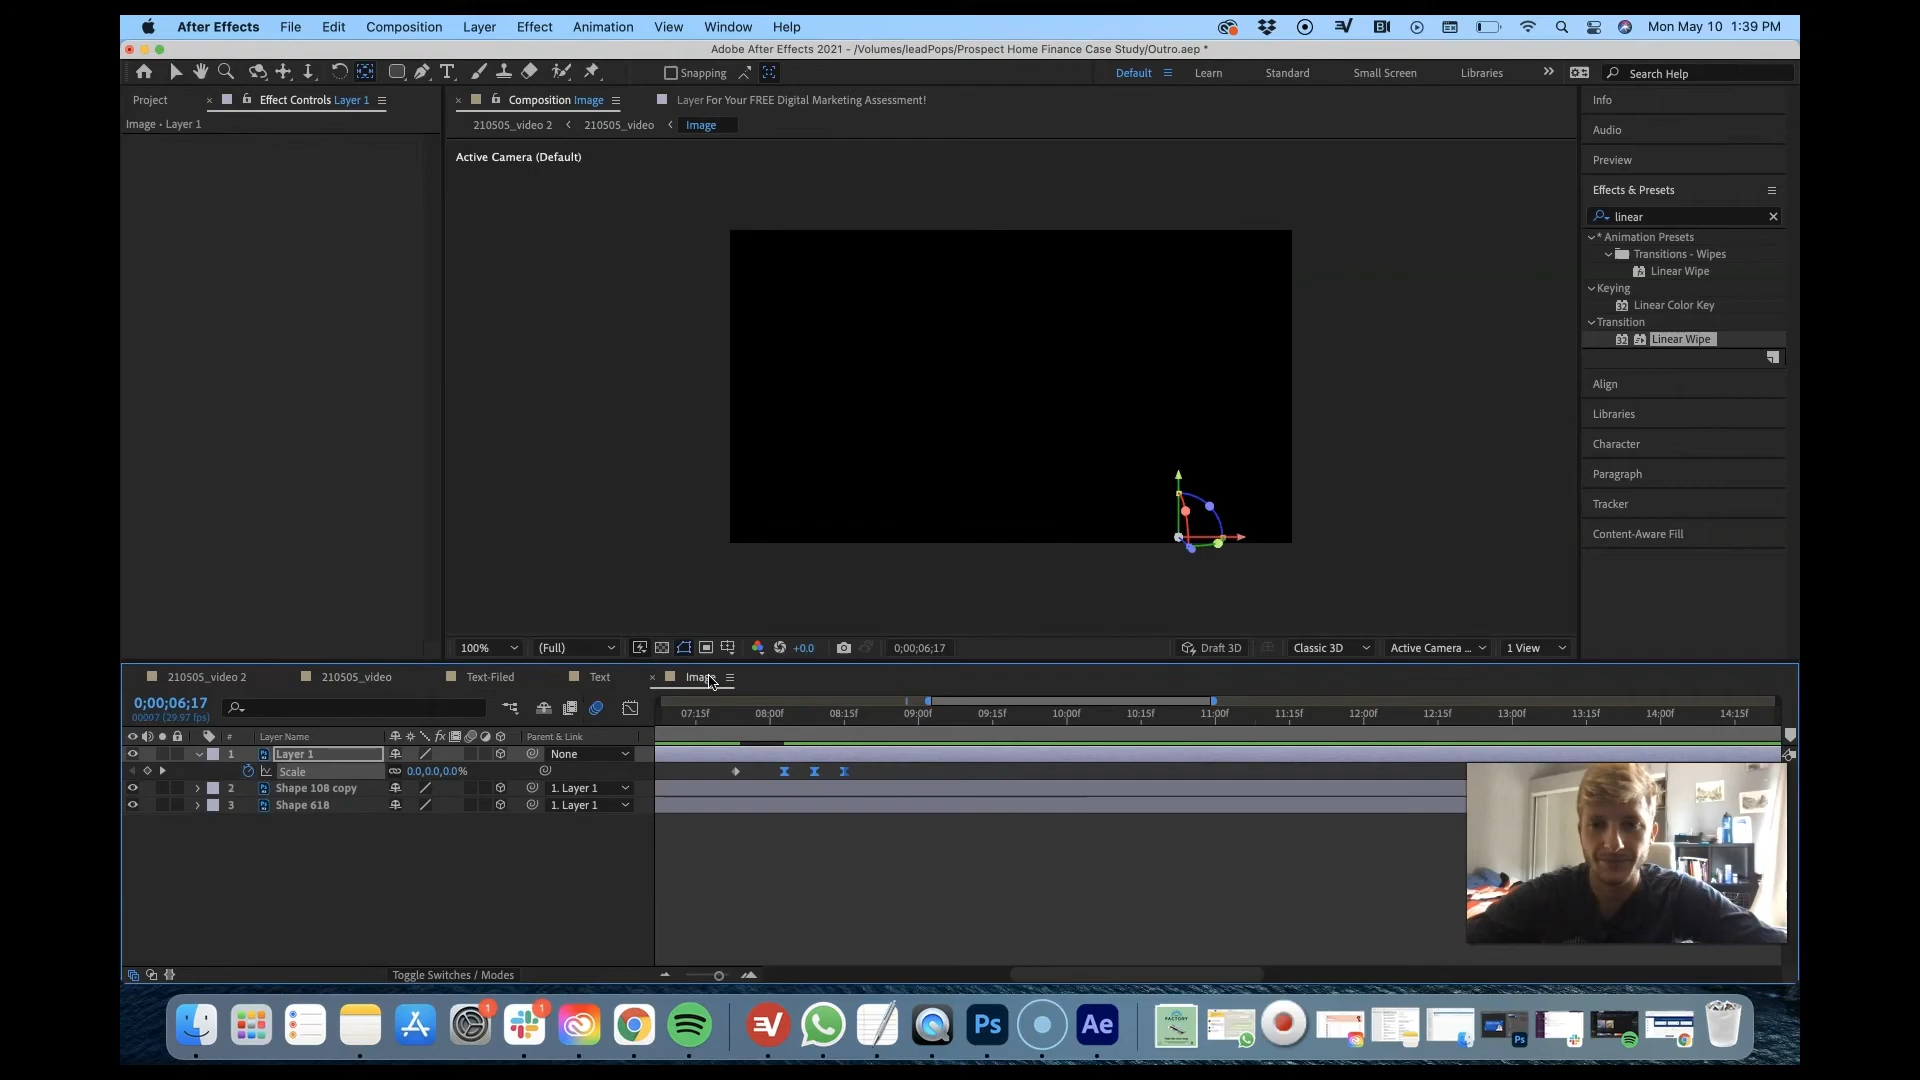 After Effects File Edit Composition Layer Effect Animation View Window Help Mon May 10 1:39 PM
Adobe After Effects 2021 - /Volumes/leadPops/Prospect Home Finance Case Study/Outro.aep *
Snapping Default Learn Standard Small Screen Libraries Search Help
Project Effect Controls Layer 1 Composition Image Layer For Your FREE Digital Marketing Assessment! Info
Image • Layer 1 210505_video 2 210505_video Image
Audio
Active Camera (Default)
Preview
Effects & Presets
linear
* Animation Presets
Transitions - Wipes
Linear Wipe
Keying
Linear Color Key
Transition
Linear Wipe
Align
Libraries
Character
Paragraph
Tracker
Content-Aware Fill
100% (Full) +0.0 0;00;06;17 Draft 3D Classic 3D Active Camera ... 1 View
210505_video 2 210505_video Text-Filed Text Image
0;00;06;17
00007 (29.97 fps)
07:15f 08:00f 08:15f 09:00f 09:15f 10:00f 10:15f 11:00f 11:15f 12:00f 12:15f 13:00f 13:15f 14:00f 14:15f
# Layer Name fx Parent & Link
1 Layer 1 None
Scale 0.0,0.0,0.0%
2 Shape 108 copy 1. Layer 1
3 Shape 618 1. Layer 1
Toggle Switches / Modes
1 1
Ps Ae